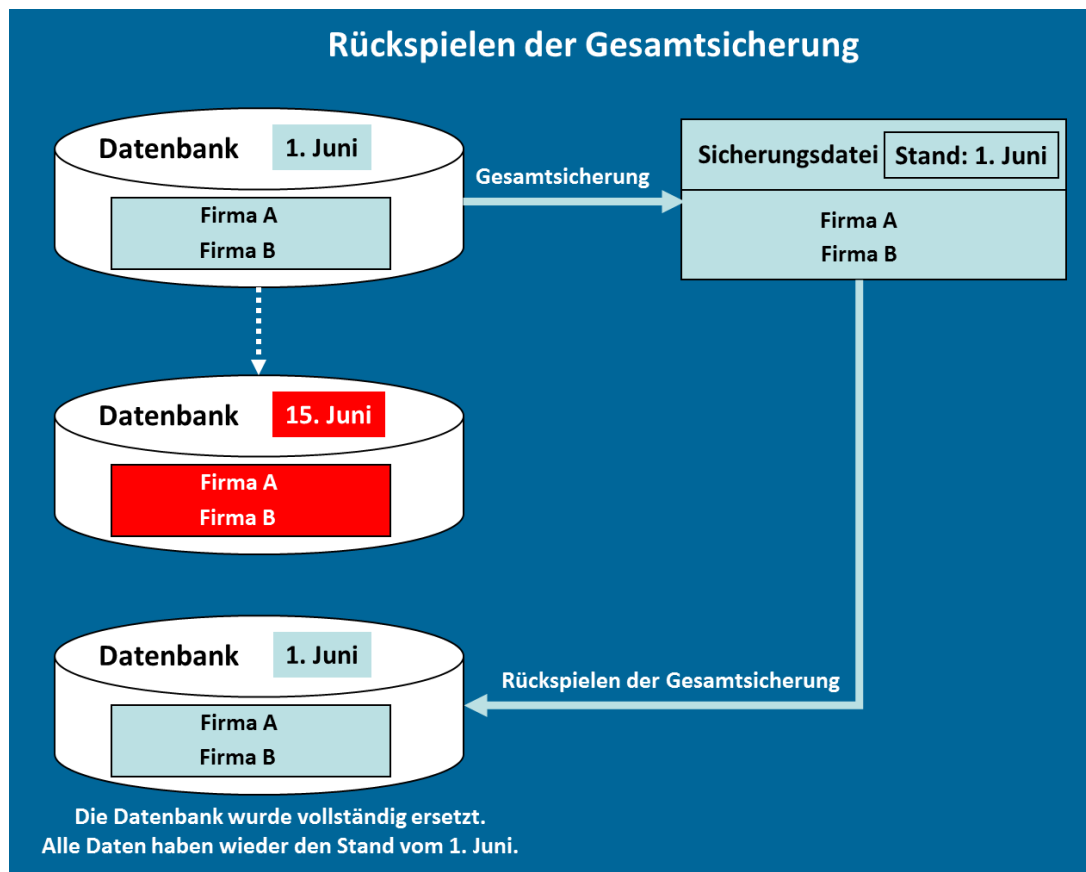 Rückspielen der Gesamtsicherung
Datenbank 1. Juni
Firma A
Firma B
Gesamtsicherung
Sicherungsdatei Stand: 1. Juni
Firma A
Firma B
Datenbank 15. Juni
Firma A
Firma B
Datenbank 1. Juni
Firma A
Firma B
Rückspielen der Gesamtsicherung
Die Datenbank wurde vollständig ersetzt.
Alle Daten haben wieder den Stand vom 1. Juni.